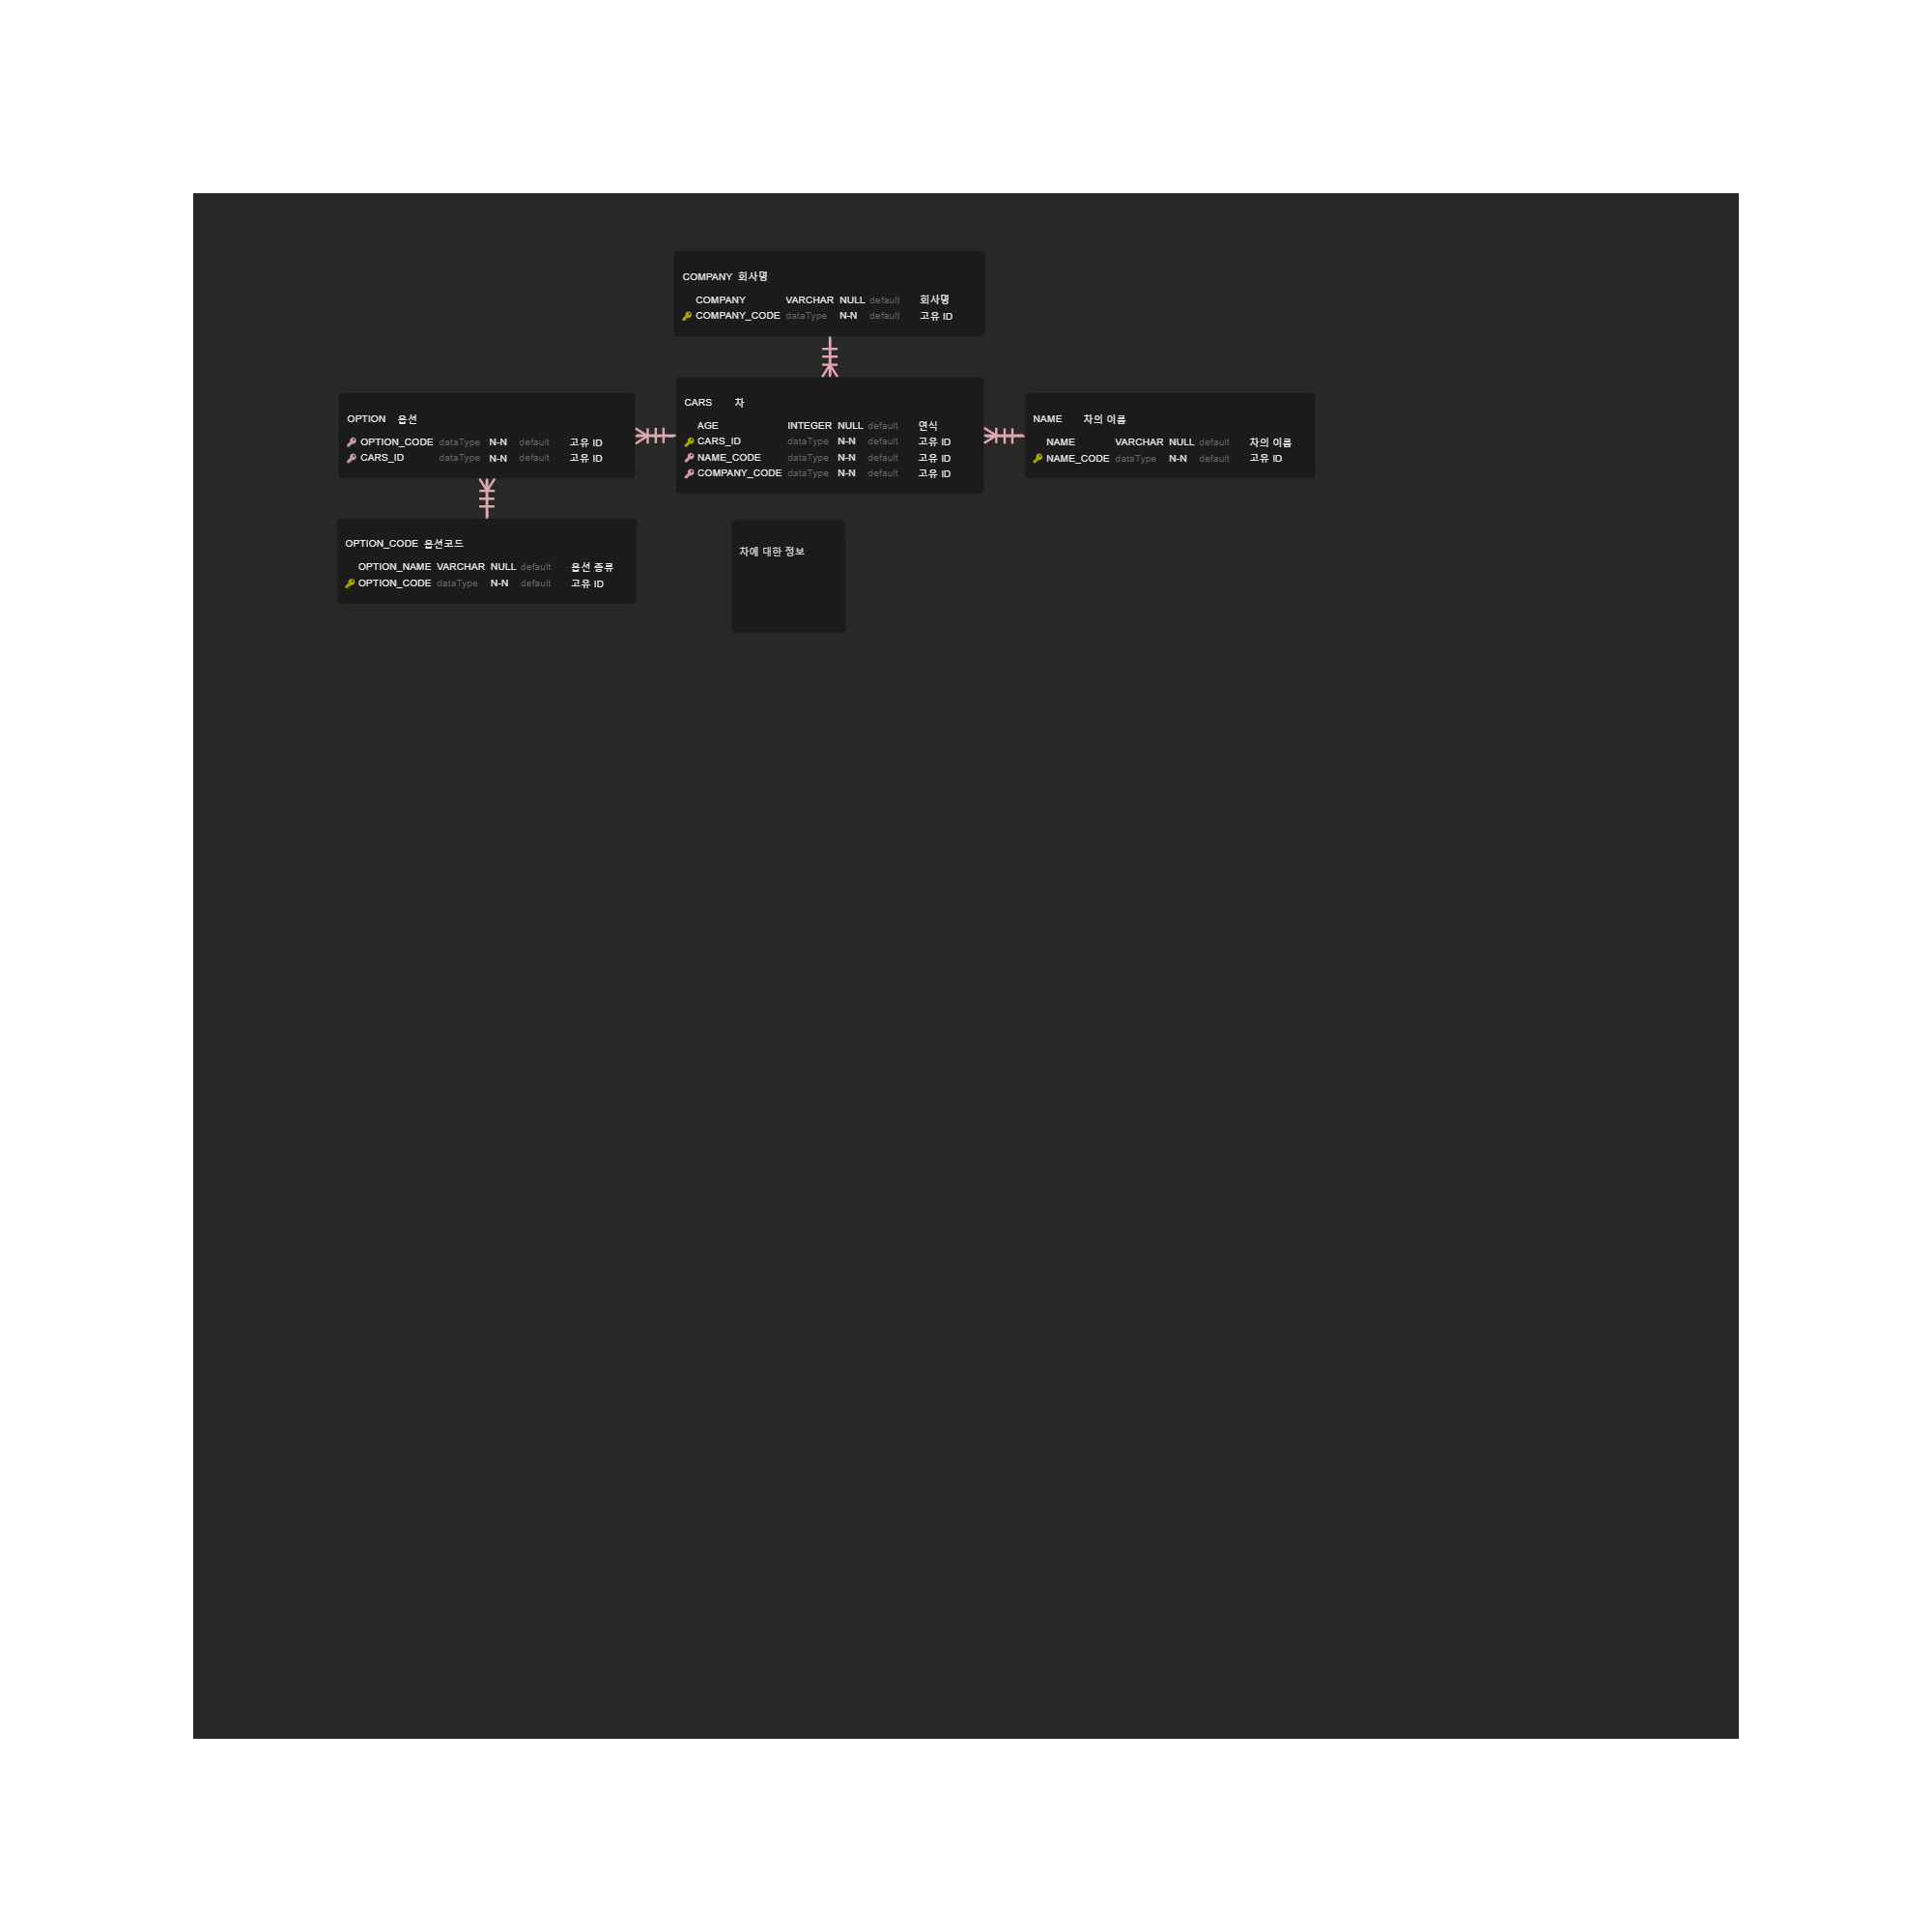 COMPANY 회사명
COMPANY VARCHAR NULL default 회사명
COMPANY_CODE dataType N-N default 고유 ID
OPTION 옵션
OPTION_CODE dataType N-N default 고유 ID
CARS_ID dataType N-N default 고유 ID
CARS 차
AGE INTEGER NULL default 연식
CARS_ID dataType N-N default 고유 ID
NAME_CODE dataType N-N default 고유 ID
COMPANY_CODE dataType N-N default 고유 ID
NAME 차의 이름
NAME VARCHAR NULL default 차의 이름
NAME_CODE dataType N-N default 고유 ID
OPTION_CODE 옵션코드
OPTION_NAME VARCHAR NULL default 옵션 종류
OPTION_CODE dataType N-N default 고유 ID
차에 대한 정보